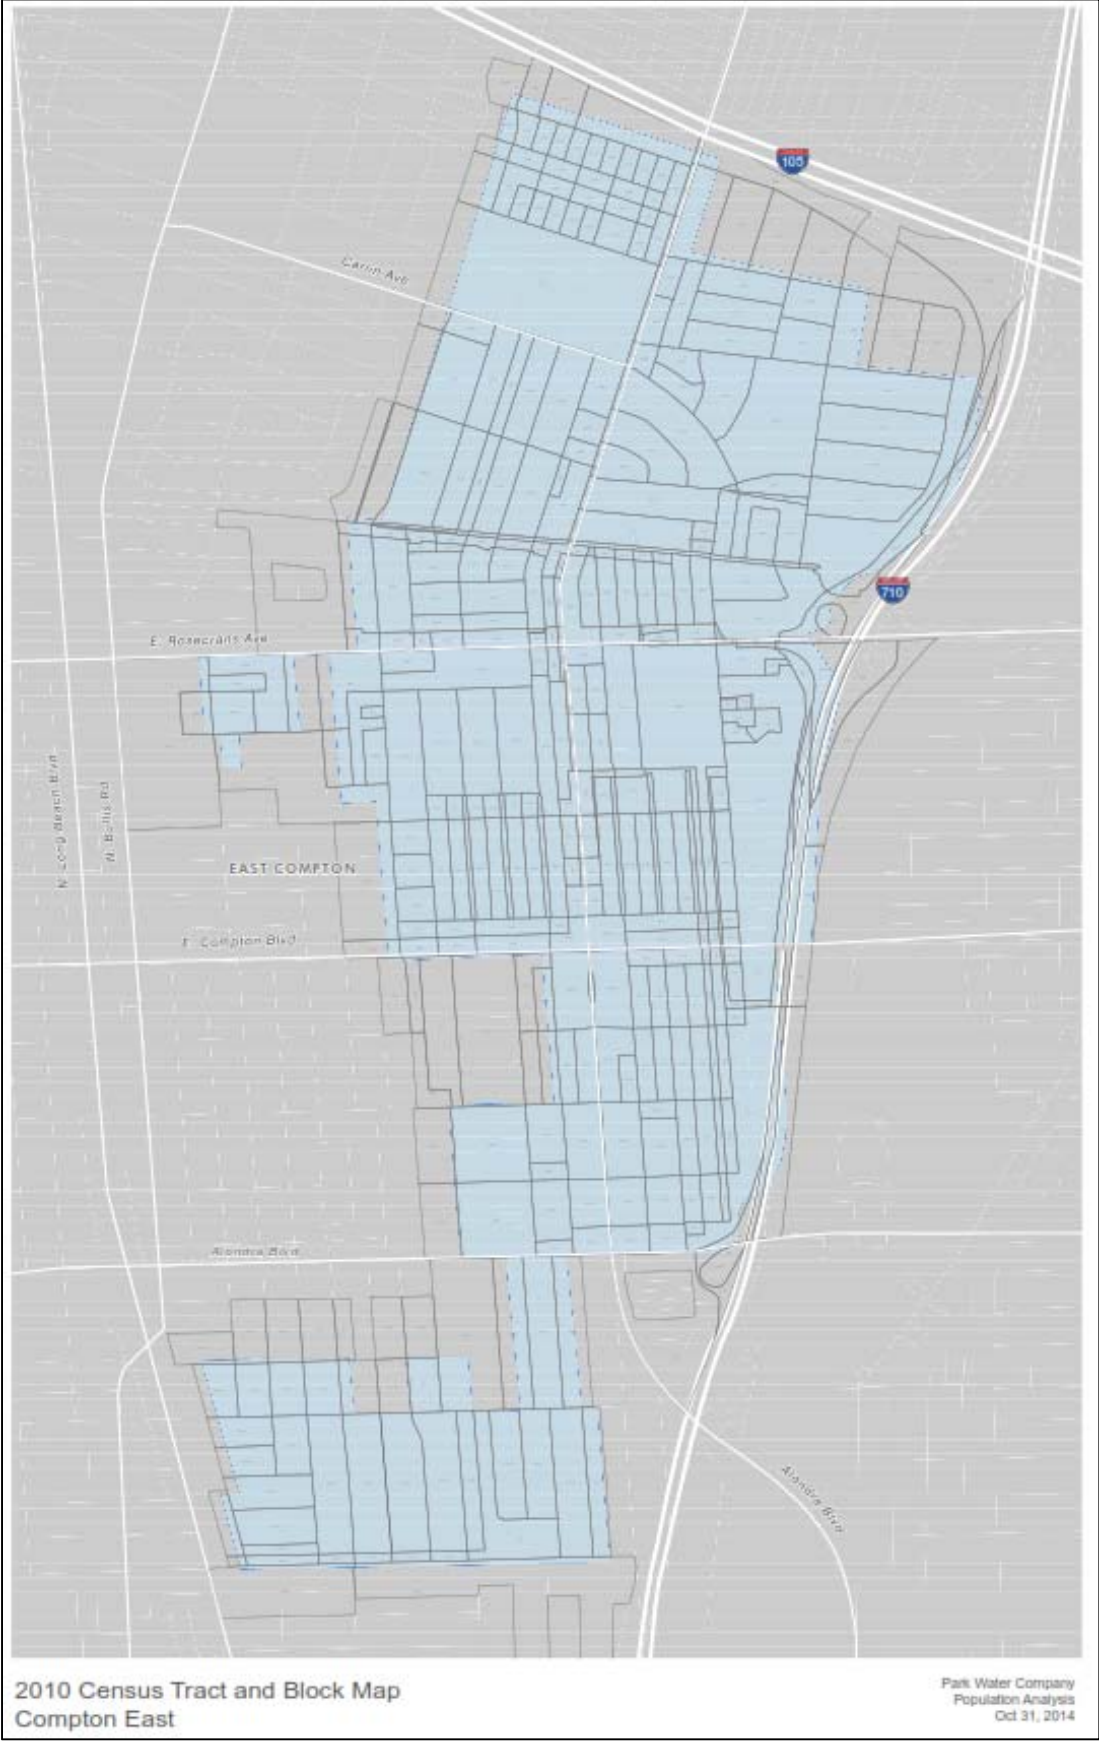 105
Carlin Ave
710
E. Rosecrans Ave
N. Long Beach Blvd
N. Bullis Rd
EAST COMPTON
E. Compton Blvd
Alondra Blvd
Alondra Blvd
2010 Census Tract and Block Map
Compton East
Park Water Company
Population Analysis
Oct 31, 2014